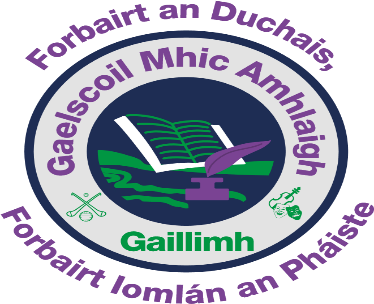 Forbairt an Duchais,
Gaelscoil Mhic Amhlaigh
Gaillimh
Forbairt Iomlán an Pháiste